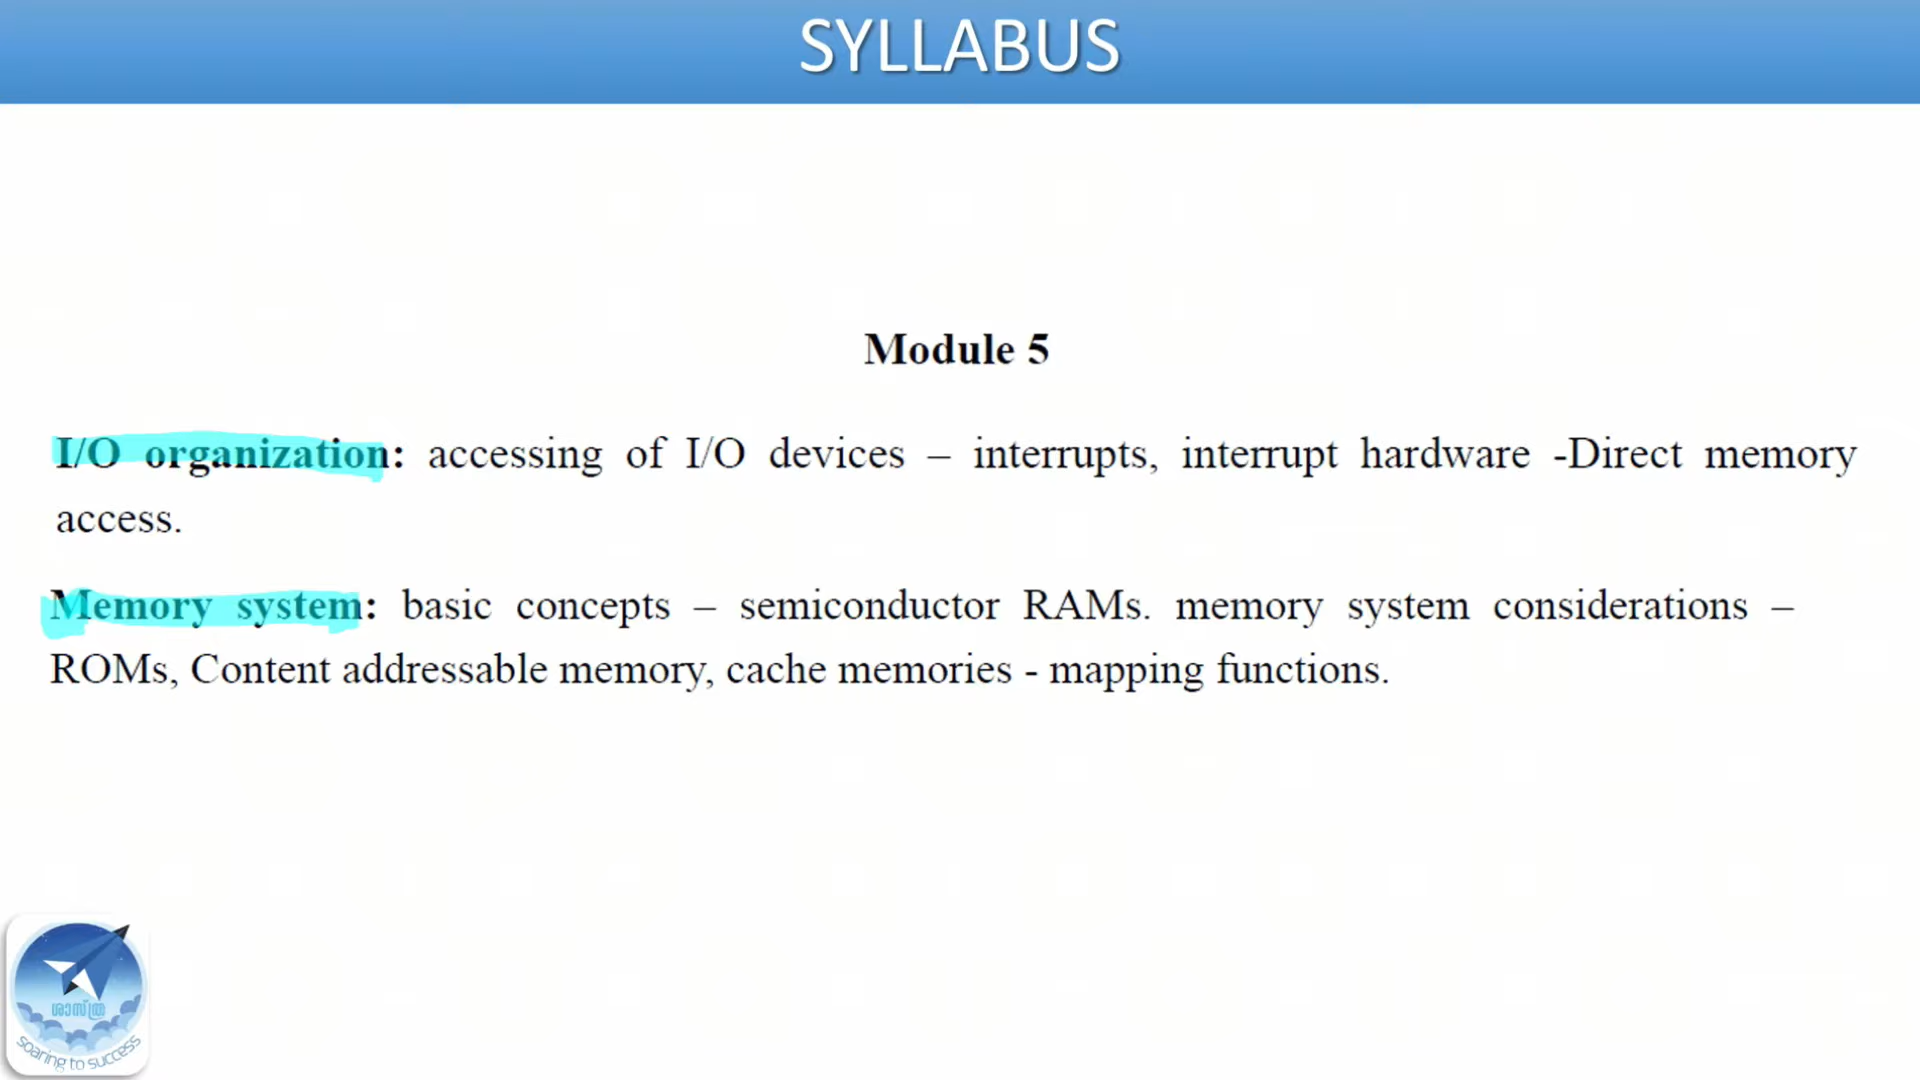 SYLLABUS
Module 5
I/O organization: accessing of I/O devices – interrupts, interrupt hardware -Direct memory
access.
Memory system: basic concepts – semiconductor RAMs. memory system considerations –
ROMs, Content addressable memory, cache memories - mapping functions.
ശാസ്ത്ര
soaring to success